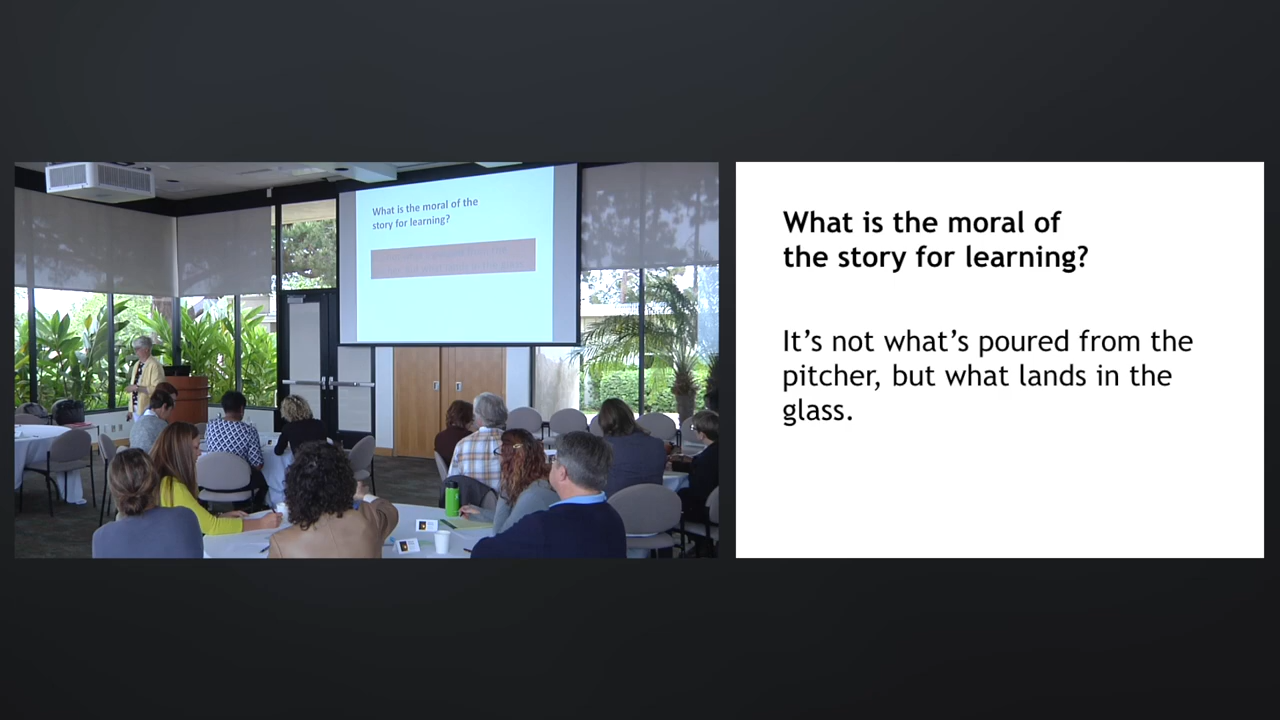 What is the moral of the
story for learning?
What is the moral of
the story for learning?
It’s not what’s poured from the
pitcher, but what lands in the
glass.